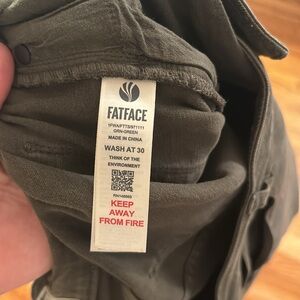 FATFACE
GRN-GREEN
MADE IN CHINA
WASH AT 30
THINK OF THE
ENVIRONMENT
KEEP
AWAY
FROM FIRE